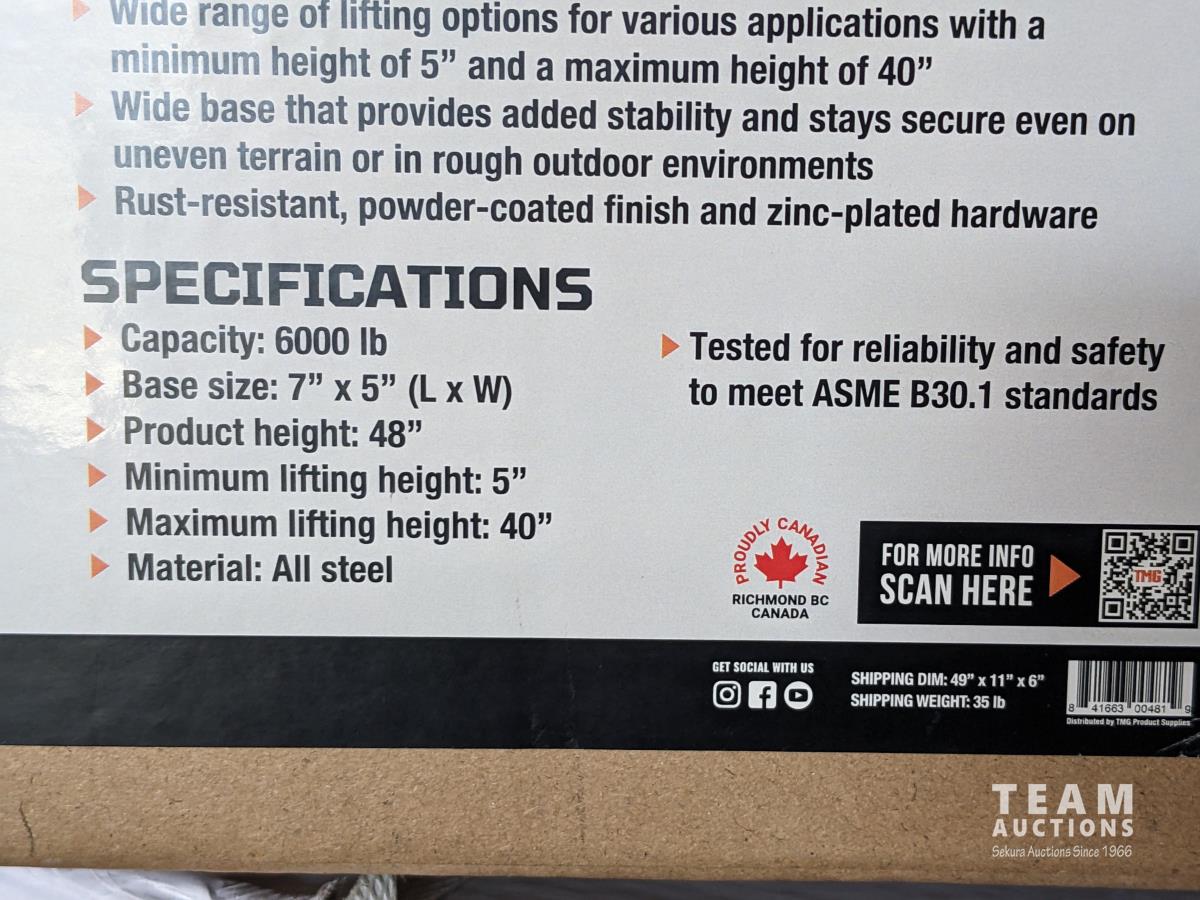 Wide range of lifting options for various applications with a
minimum height of 5” and a maximum height of 40”
Wide base that provides added stability and stays secure even on
uneven terrain or in rough outdoor environments
Rust-resistant, powder-coated finish and zinc-plated hardware
SPECIFICATIONS
Capacity: 6000 lb
Base size: 7” x 5” (L x W)
Product height: 48”
Minimum lifting height: 5”
Maximum lifting height: 40”
Material: All steel
Tested for reliability and safety
to meet ASME B30.1 standards
PROUDLY CANADIAN
RICHMOND BC
CANADA
FOR MORE INFO
SCAN HERE
TMG
GET SOCIAL WITH US
SHIPPING DIM: 49” x 11” x 6”
SHIPPING WEIGHT: 35 lb
8 41663 00481 9
Distributed by TMG Product Supplies
TEAM
AUCTIONS
Sekura Auctions Since 1966